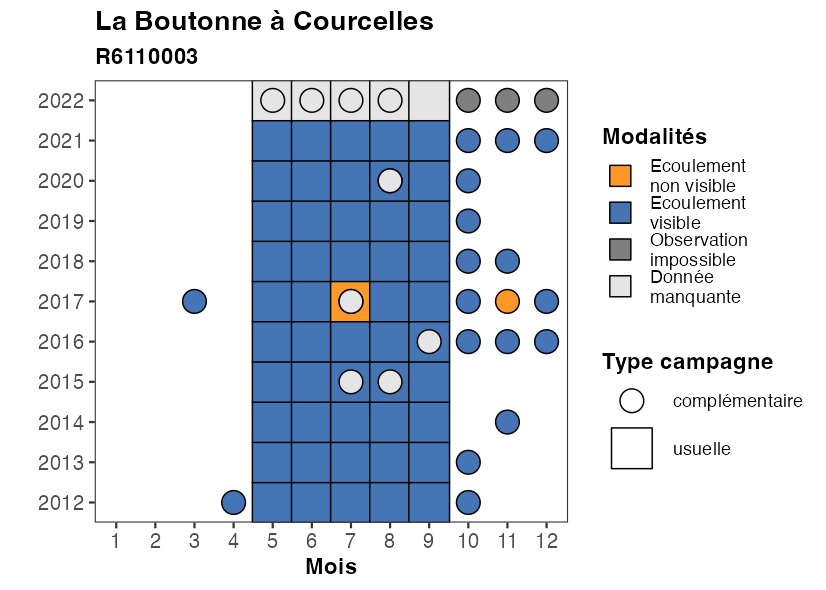 La Boutonne à Courcelles
R6110003
2022
2021
2020
2019
2018
2017
2016
2015
2014
2013
2012
1 2 3 4 5 6 7 8 9 10 11 12
Mois
Modalités
Ecoulement
non visible
Ecoulement
visible
Observation
impossible
Donnée
manquante
Type campagne
complémentaire
usuelle